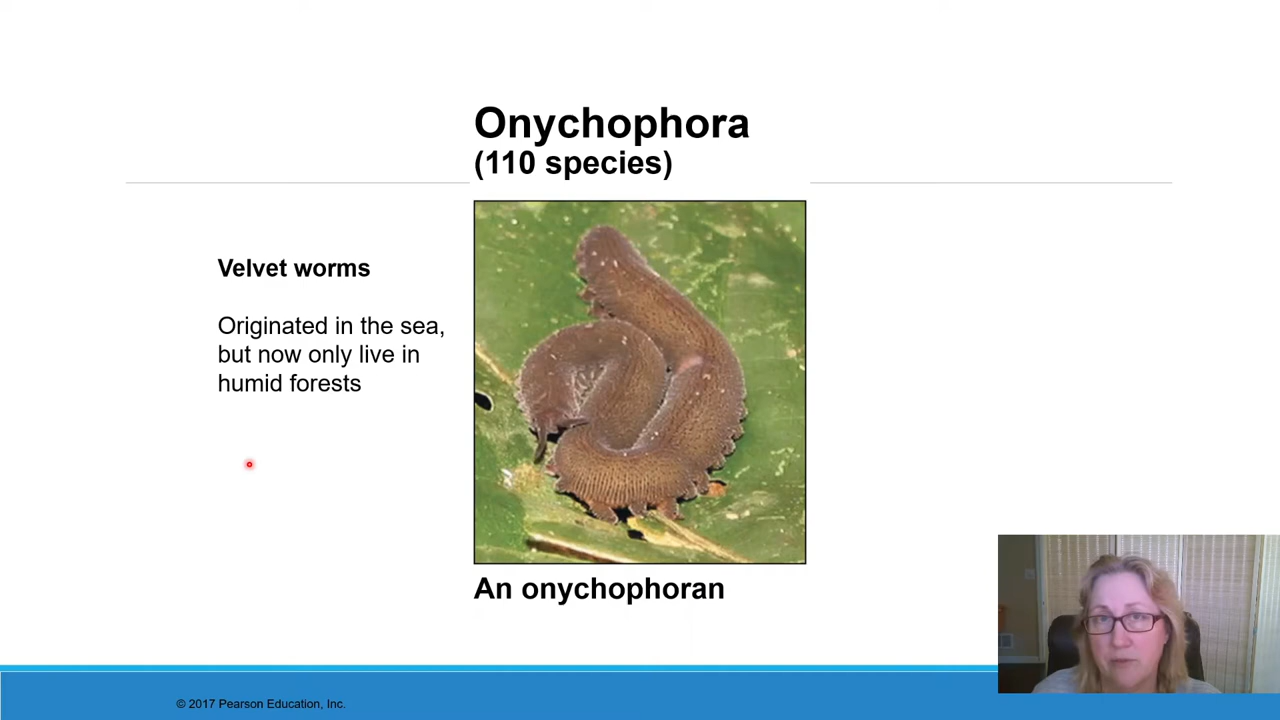 Onychophora
(110 species)
Velvet worms
Originated in the sea,
but now only live in
humid forests
An onychophoran
© 2017 Pearson Education, Inc.